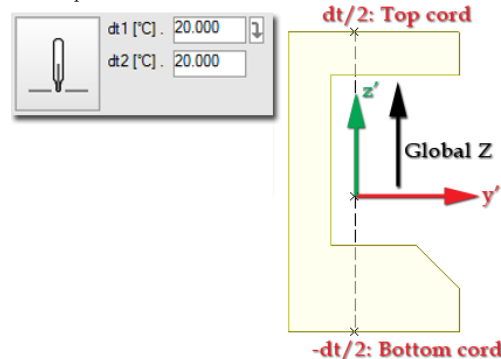 dt1 [°C] . 20.000
dt2 [°C] . 20.000
dt/2: Top cord
z'
Global Z
y'
-dt/2: Bottom cord